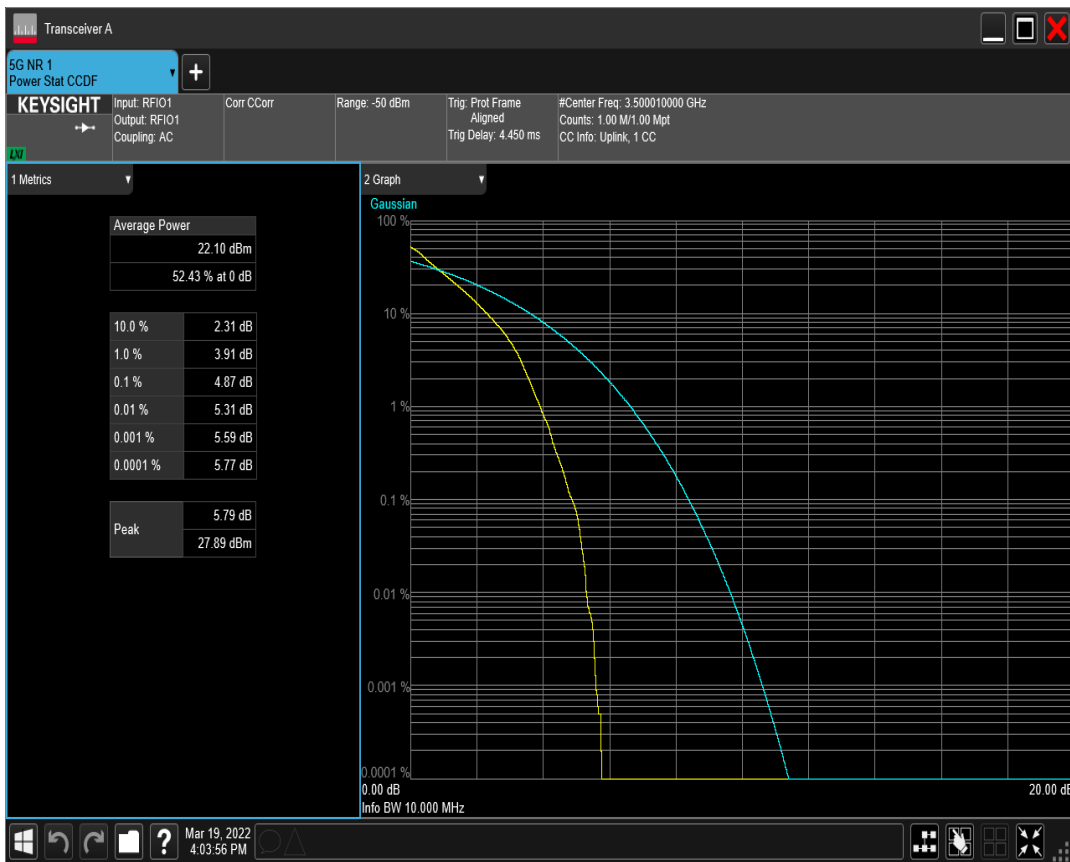 Transceiver A
5G NR 1
Power Stat CCDF
KEYSIGHT
LXI
Input: RFIO1
Output: RFIO1
Coupling: AC
Corr CCorr
Range: -50 dBm
Trig: Prot Frame
Aligned
Trig Delay: 4.450 ms
#Center Freq: 3.500010000 GHz
Counts: 1.00 M/1.00 Mpt
CC Info: Uplink, 1 CC
1 Metrics
Average Power
22.10 dBm
52.43 % at 0 dB
10.0 % 2.31 dB
1.0 % 3.91 dB
0.1 % 4.87 dB
0.01 % 5.31 dB
0.001 % 5.59 dB
0.0001 % 5.77 dB
Peak
5.79 dB
27.89 dBm
2 Graph
Gaussian
100 %
10 %
1 %
0.1 %
0.01 %
0.001 %
0.0001 %
0.00 dB 20.00 dB
Info BW 10.000 MHz
? Mar 19, 2022
4:03:56 PM